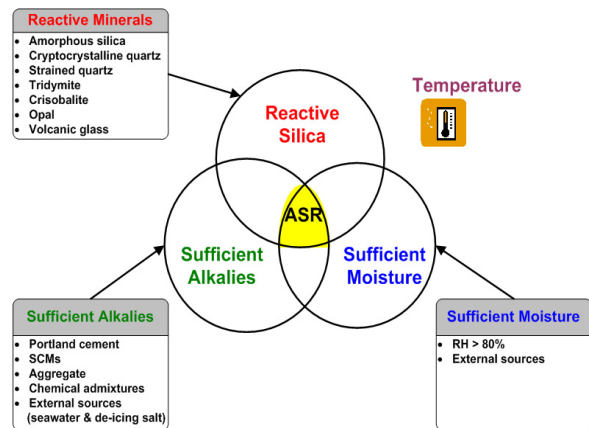 Reactive Minerals
• Amorphous silica
• Cryptocrystalline quartz
• Strained quartz
• Tridymite
• Crisobalite
• Opal
• Volcanic glass
Temperature
Reactive
Silica
ASR
Sufficient
Alkalies
Sufficient
Moisture
Sufficient Alkalies
• Portland cement
• SCMs
• Aggregate
• Chemical admixtures
• External sources
(seawater & de-icing salt)
Sufficient Moisture
• RH > 80%
• External sources